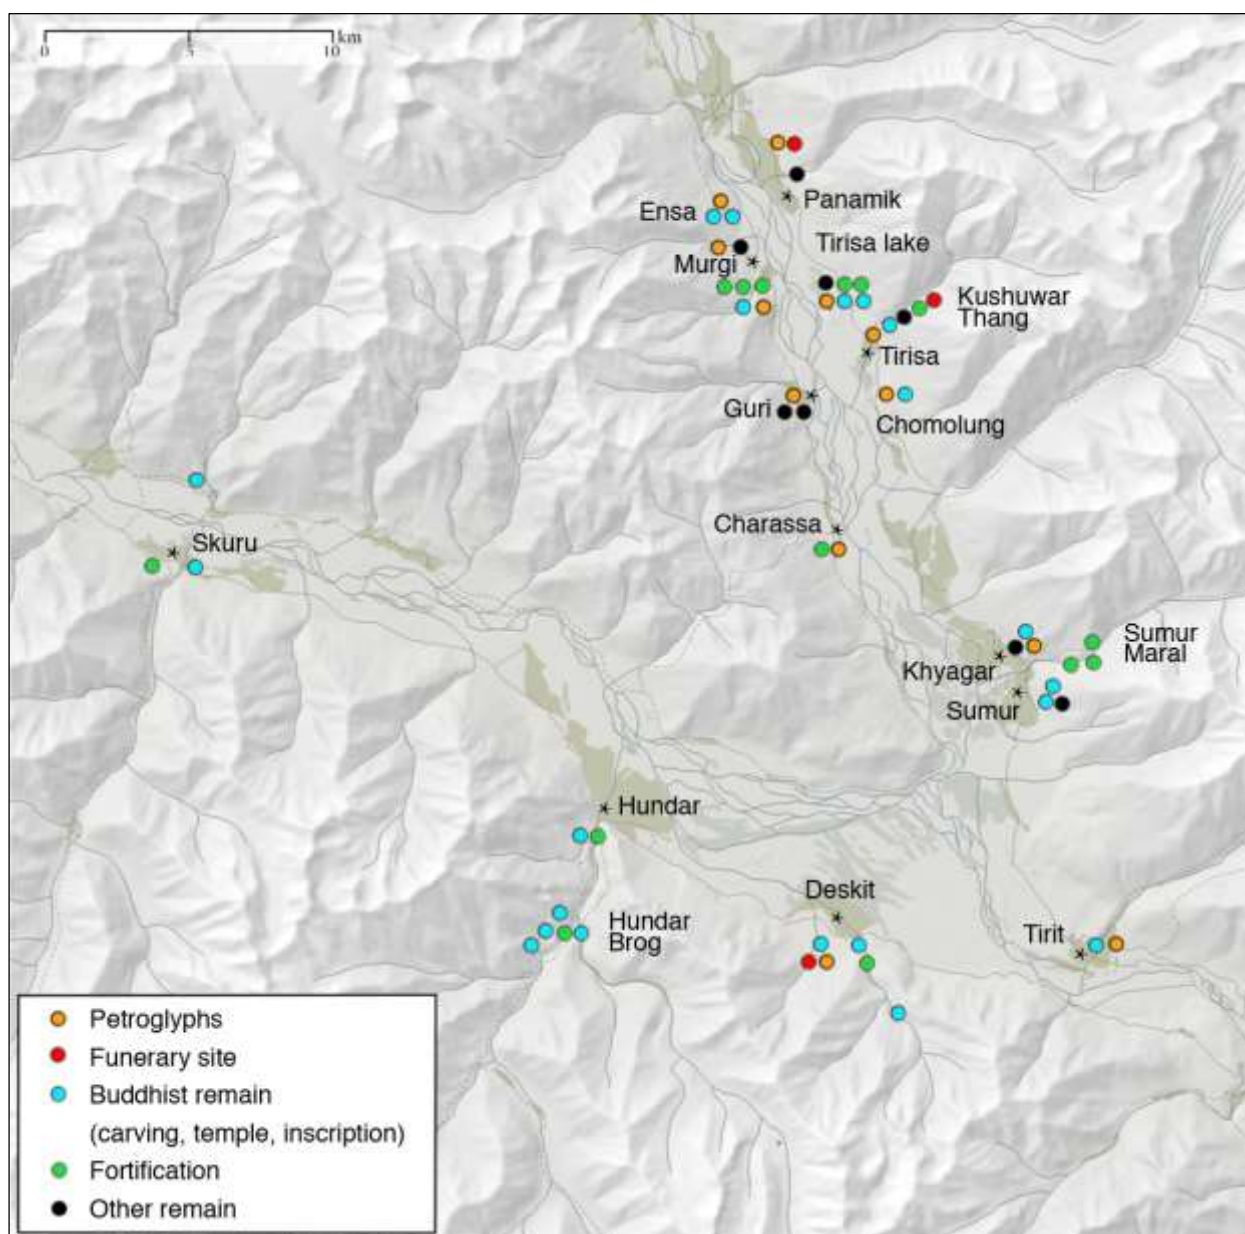 km
0 5 10
Panamik
Ensa
Tirisa lake
Murgi
Kushuwar
Thang
Tirisa
Guri
Chomolung
Charassa
Skuru
Sumur
Maral
Khyagar
Sumur
Hundar
Deskit
Hundar
Brog
Tirit
Petroglyphs
Funerary site
Buddhist remain
(carving, temple, inscription)
Fortification
Other remain